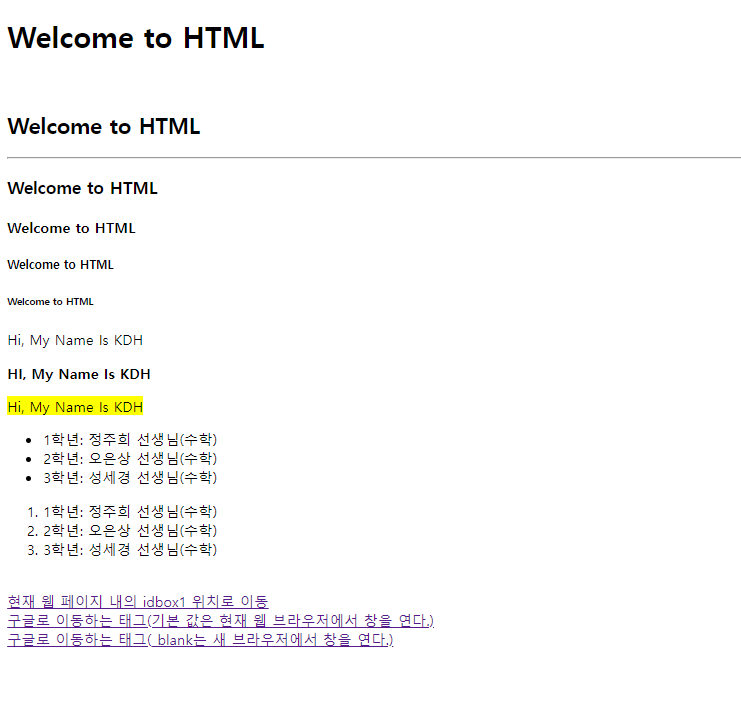 Welcome to HTML
Welcome to HTML
Welcome to HTML
Welcome to HTML
Welcome to HTML
Welcome to HTML
Hi, My Name Is KDH
HI, My Name Is KDH
Hi, My Name Is KDH
• 1학년: 정주희 선생님(수학)
• 2학년: 오은상 선생님(수학)
• 3학년:성세경 선생님(수학)
1. 1학년: 정주희 선생님(수학)
2. 2학년: 오은상 선생님(수학)
3. 3학년: 성세경 선생님(수학)
현재 웹 페이지 내의 idbox1 위치로 이동
구글로 이동하는 태그(기본 값은 현재 웹 브라우저에서 창을 연다.)
구글로 이동하는 태그(_blank는 새 브라우저에서 창을 연다.)